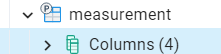 P measurement
Columns (4)